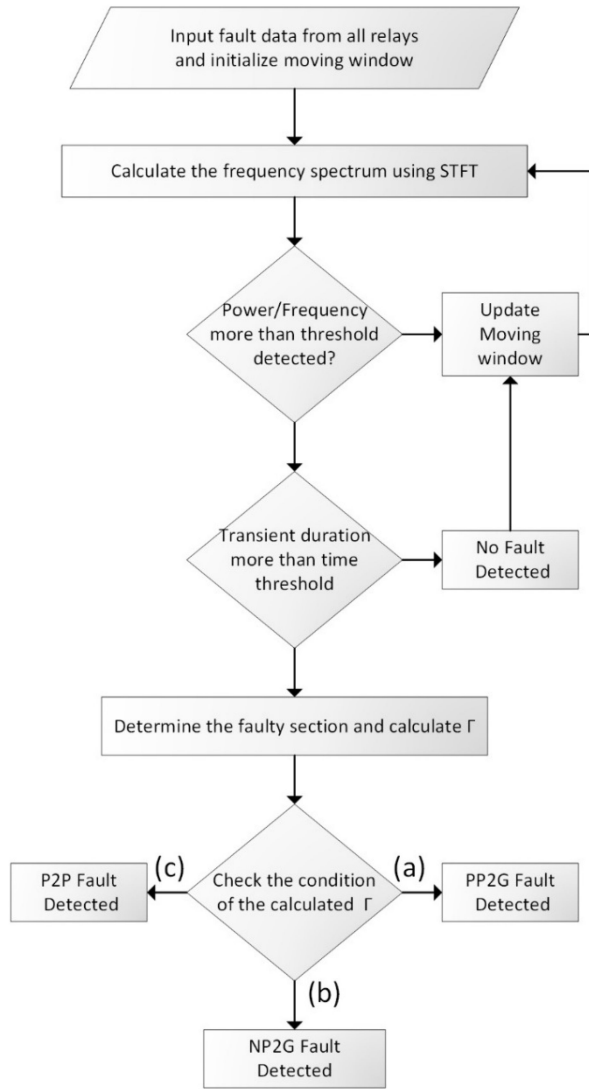 Input fault data from all relays
and initialize moving window
Calculate the frequency spectrum using STFT
Power/Frequency
more than threshold
detected?
Update
Moving
window
Transient duration
more than time
threshold
No Fault
Detected
Determine the faulty section and calculate Γ
(c)
(a)
P2P Fault
Detected
Check the condition
of the calculated Γ
PP2G Fault
Detected
(b)
NP2G Fault
Detected